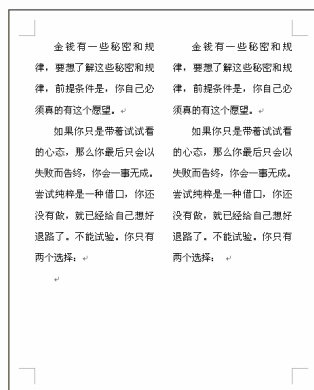 金钱有一些秘密和规
律，要想了解这些秘密和规
律，前提条件是，你自己必
须真的有这个愿望。
如果你只是带着试试看
的心态，那么你最后只会以
失败而告终，你会一事无成。
尝试纯粹是一种借口，你还
没有做，就已经给自己想好
退路了。不能试验。你只有
两个选择：
金钱有一些秘密和规
律，要想了解这些秘密和规
律，前提条件是，你自己必
须真的有这个愿望。
如果你只是带着试试看
的心态，那么你最后只会以
失败而告终，你会一事无成。
尝试纯粹是一种借口，你还
没有做，就已经给自己想好
退路了。不能试验。你只有
两个选择：